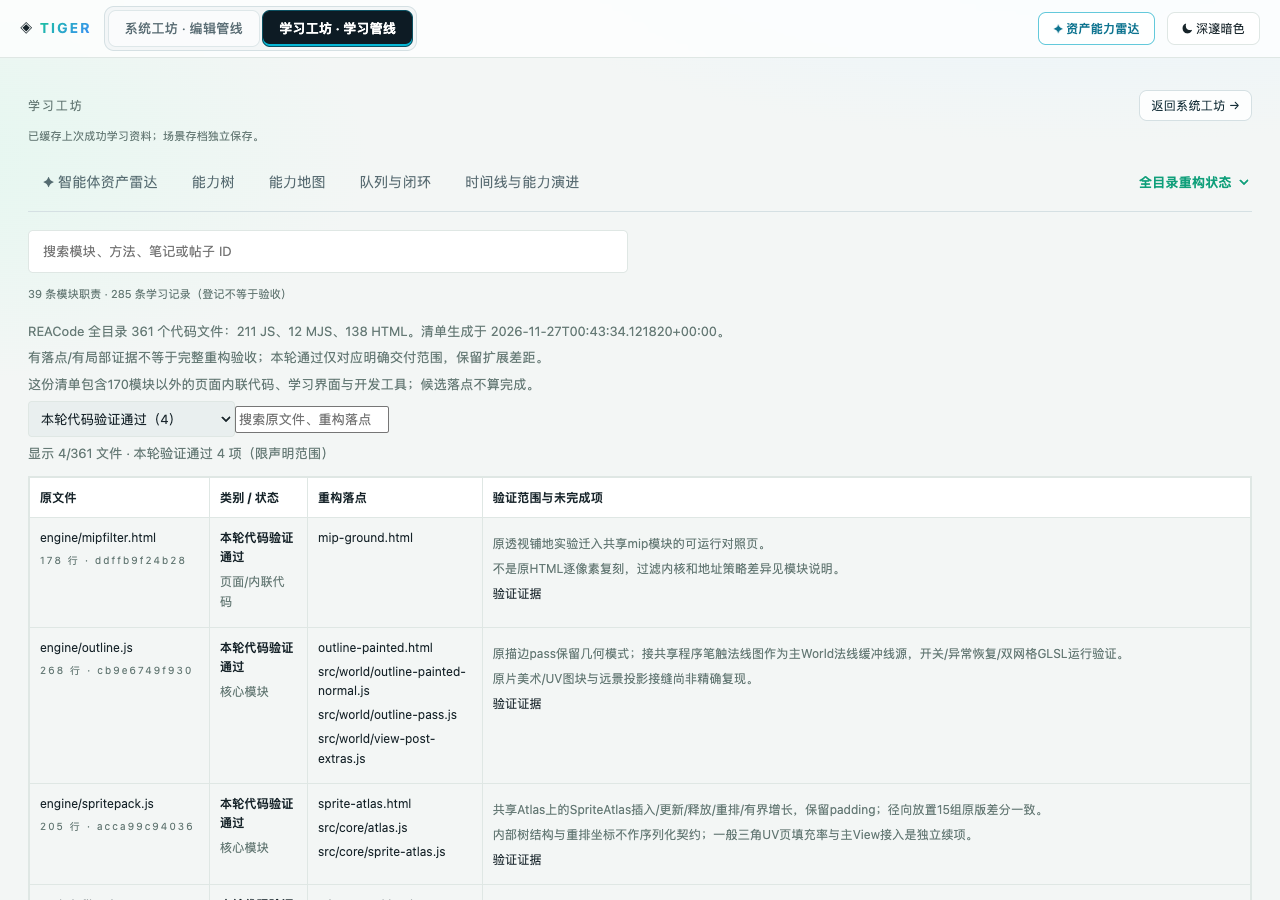 ◈ TIGER
系统工坊 · 编辑管线
学习工坊 · 学习管线
✦ 资产能力雷达
深邃暗色
学习工坊
返回系统工坊 →
已缓存上次成功学习资料；场景存档独立保存。
✦ 智能体资产雷达
能力树
能力地图
队列与闭环
时间线与能力演进
全目录重构状态
搜索模块、方法、笔记或帖子 ID
39 条模块职责 · 285 条学习记录（登记不等于验收）
REACode 全目录 361 个代码文件：211 JS、12 MJS、138 HTML。清单生成于 2026-11-27T00:43:34.121820+00:00。
有落点/有局部证据不等于完整重构验收；本轮通过仅对应明确交付范围，保留扩展差距。
这份清单包含170模块以外的页面内联代码、学习界面与开发工具；候选落点不算完成。
本轮代码验证通过（4）
搜索原文件、重构落点
显示 4/361 文件 · 本轮验证通过 4 项（限声明范围）
原文件
类别 / 状态
重构落点
验证范围与未完成项
engine/mipfilter.html
178 行 · ddffb9f24b28
本轮代码验证
通过
页面/内联代
码
mip-ground.html
原透视铺地实验迁入共享mip模块的可运行对照页。
不是原HTML逐像素复刻，过滤内核和地址策略差异见模块说明。
验证证据
engine/outline.js
268 行 · cb9e6749f930
本轮代码验证
通过
核心模块
outline-painted.html
src/world/outline-painted-
normal.js
src/world/outline-pass.js
src/world/view-post-
extras.js
原描边pass保留几何模式；接共享程序笔触法线图作为主World法线缓冲线源，开关/异常恢复/双网格GLSL运行验证。
原片美术/UV图块与远景投影接缝尚非精确复现。
验证证据
engine/spritepack.js
205 行 · acca99c94036
本轮代码验证
通过
核心模块
sprite-atlas.html
src/core/atlas.js
src/core/sprite-atlas.js
共享Atlas上的SpriteAtlas插入/更新/释放/重排/有界增长，保留padding；径向放置15组原版差分一致。
内部树结构与重排坐标不作序列化契约；一般三角UV页填充率与主View接入是独立续项。
验证证据